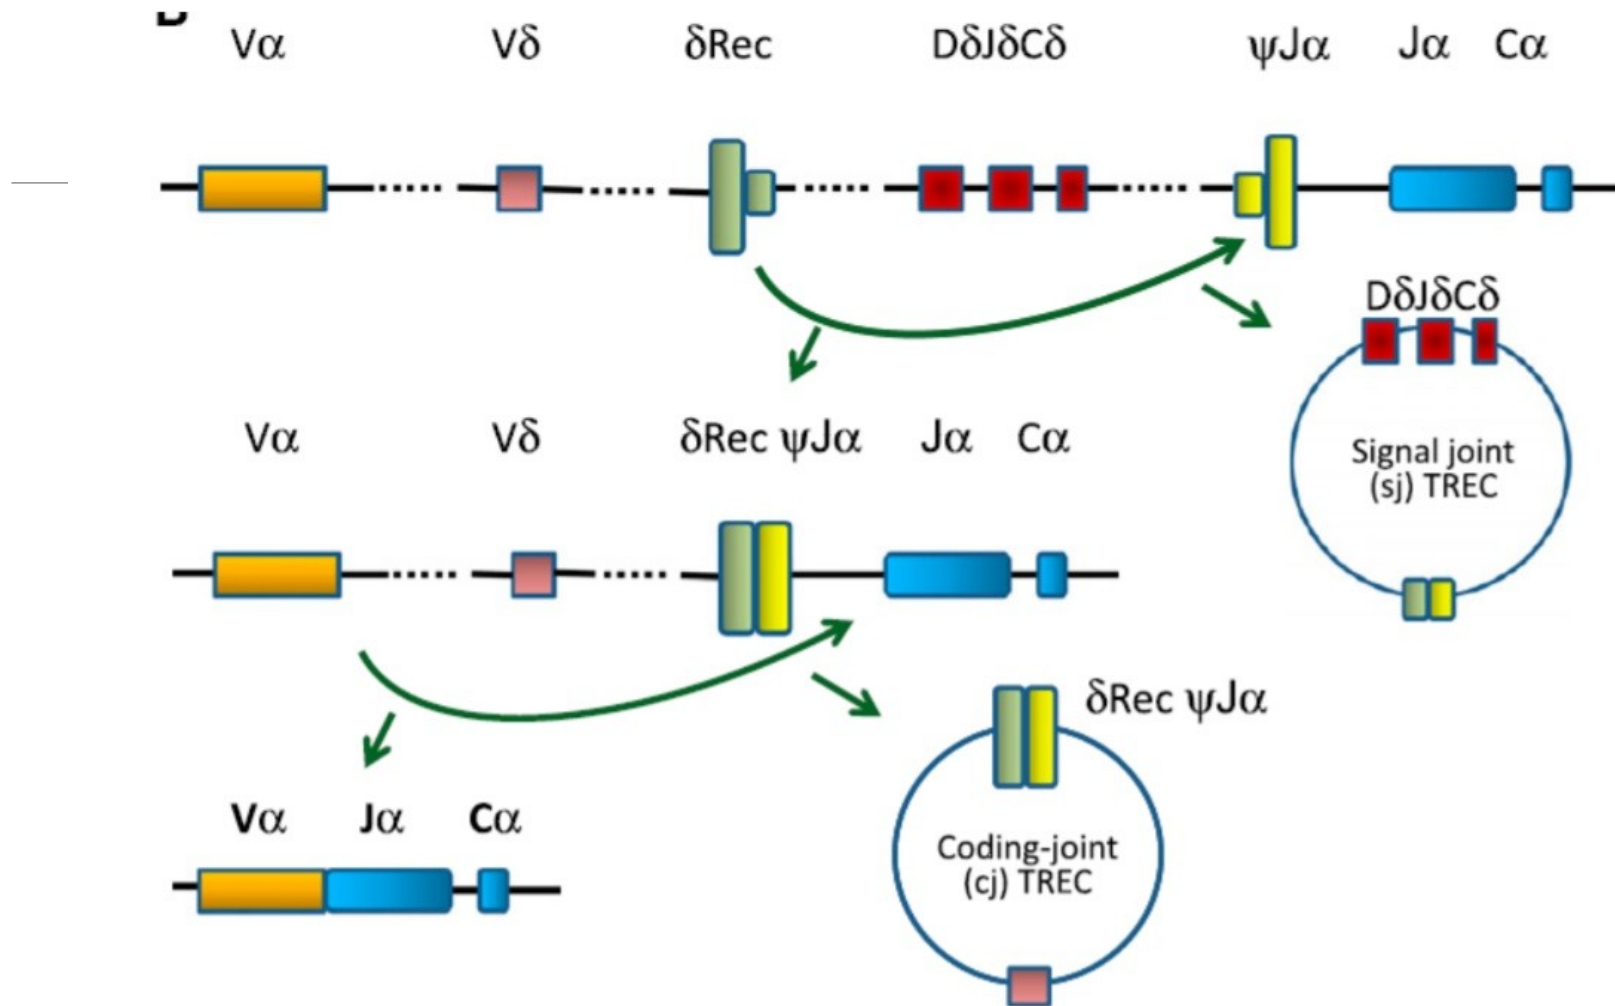 Vα Vδ δRec DδJδCδ ψJα Jα Cα
DδJδCδ
Signal joint
(sj) TREC
Vα Vδ δRec ψJα Jα Cα
δRec ψJα
Coding-joint
(cj) TREC
Vα Jα Cα